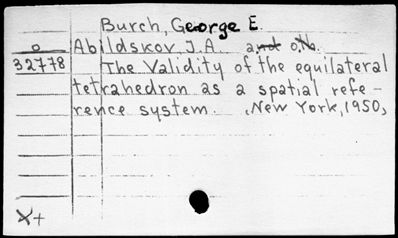 Burch, George E.
o Abildskov J.A. and oth.
32778 The Validity of the equilateral
tetrahedron as a spatial refe-
rence system. New York, 1950,
X+